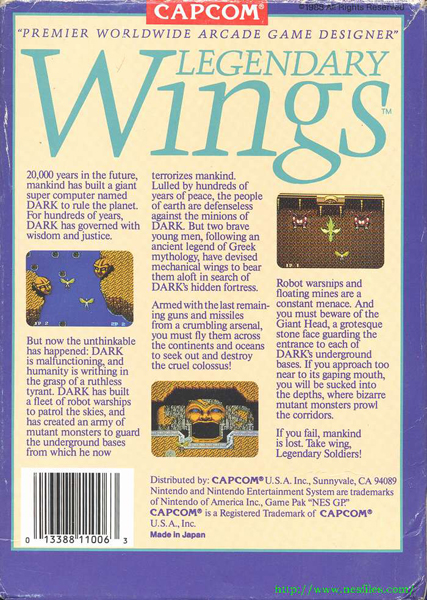 CAPCOM®
©1988 All Rights Reserved
"PREMIER WORLDWIDE ARCADE GAME DESIGNER"
LEGENDARY
Wings™
20,000 years in the future,
mankind has built a giant
super computer named
DARK to rule the planet.
For hundreds of years,
DARK has governed with
wisdom and justice.
But now the unthinkable
has happened: DARK
is malfunctioning, and
humanity is writhing in
the grasp of a ruthless
tyrant. DARK has built
a fleet of robot warships
to patrol the skies, and
has created an army of
mutant monsters to guard
the underground bases
from which he now
terrorizes mankind.
Lulled by hundreds of
years of peace, the people
of earth are defenseless
against the minions of
DARK. But two brave
young men, following an
ancient legend of Greek
mythology, have devised
mechanical wings to bear
them aloft in search of
DARK's hidden fortress.
Armed with the last remain-
ing guns and missiles
from a crumbling arsenal,
you must fly across the
continents and oceans
to seek out and destroy
the cruel colossus!
Robot warships and
floating mines are a
constant menace. And
you must beware of the
Giant Head, a grotesque
stone face guarding the
entrance to each of
DARK's underground
bases. If you approach too
near to its gaping mouth,
you will be sucked into
the depths, where bizarre
mutant monsters prowl
the corridors.
If you fail, mankind
is lost. Take wing,
Legendary Soldiers!
Distributed by: CAPCOM® U.S.A. Inc., Sunnyvale, CA 94089
Nintendo and Nintendo Entertainment System are trademarks
of Nintendo of America Inc., Game Pak "NES GP"
CAPCOM® is a Registered Trademark of CAPCOM®
U.S.A., Inc.
Made in Japan
0 13388 11006 3
http://www.nesfiles.com/